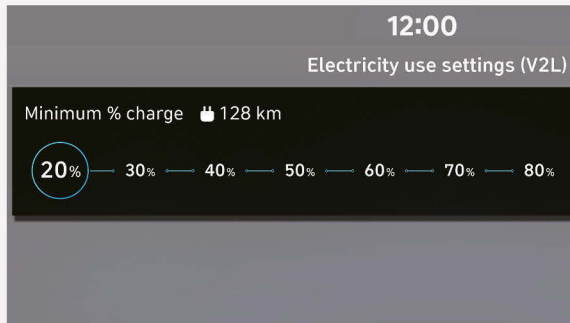 12:00
Electricity use settings (V2L)
Minimum % charge 128 km
20% 30% 40% 50% 60% 70% 80%